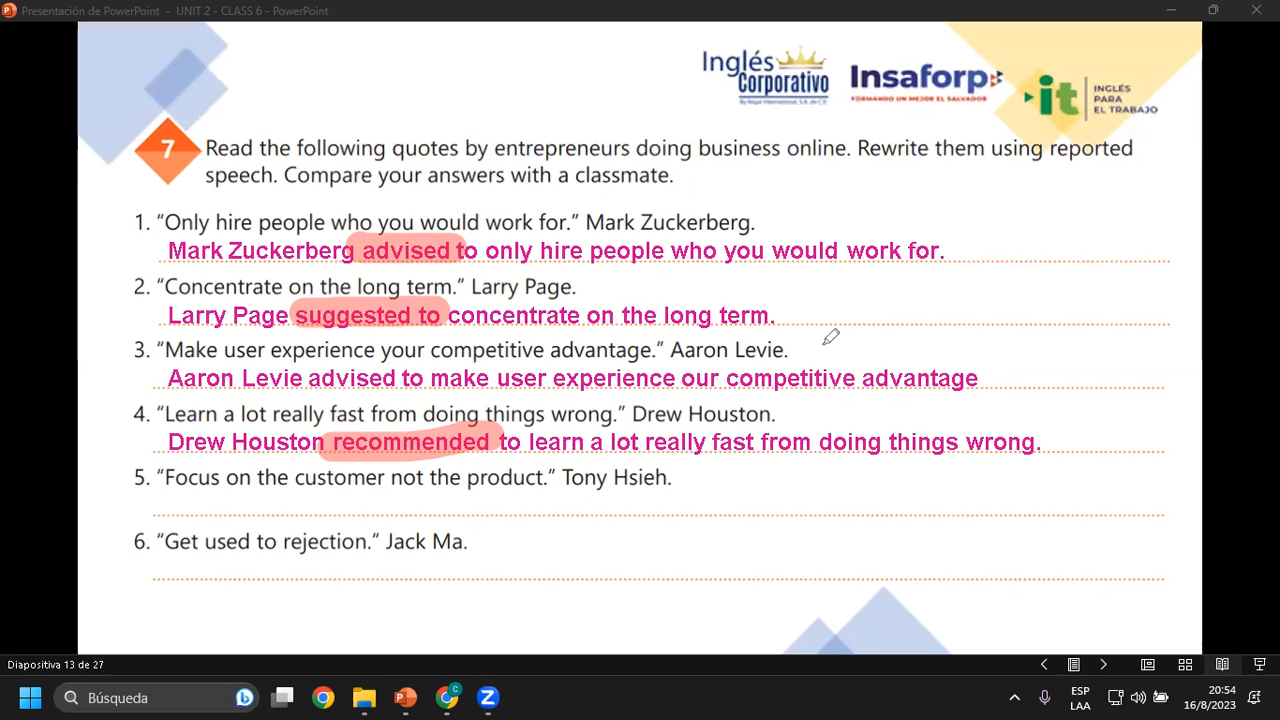 Presentación de PowerPoint - UNIT 2 - CLASS 6 - PowerPoint
Inglés
Corporativo
By Regal International, S.A. de C.V.
Insaforp
FORMANDO UN MEJOR EL SALVADOR
it
INGLÉS
PARA
EL TRABAJO
7
Read the following quotes by entrepreneurs doing business online. Rewrite them using reported
speech. Compare your answers with a classmate.
1. “Only hire people who you would work for.” Mark Zuckerberg.
Mark Zuckerberg advised to only hire people who you would work for.
2. “Concentrate on the long term.” Larry Page.
Larry Page suggested to concentrate on the long term.
3. “Make user experience your competitive advantage.” Aaron Levie.
Aaron Levie advised to make user experience our competitive advantage
4. “Learn a lot really fast from doing things wrong.” Drew Houston.
Drew Houston recommended to learn a lot really fast from doing things wrong.
5. “Focus on the customer not the product.” Tony Hsieh.
6. “Get used to rejection.” Jack Ma.
Diapositiva 13 de 27
Búsqueda
ESP
LAA
20:54
16/8/2023